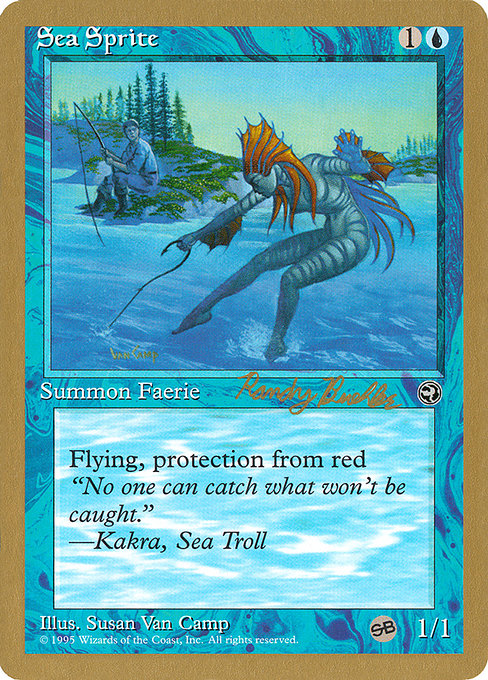 Sea Sprite 1
VAN CAMP
Summon Faerie
Randy Buehler
Flying, protection from red
“No one can catch what won’t be
caught.”
—Kakra, Sea Troll
Illus. Susan Van Camp
© 1995 Wizards of the Coast, Inc. All rights reserved.
SB 1/1